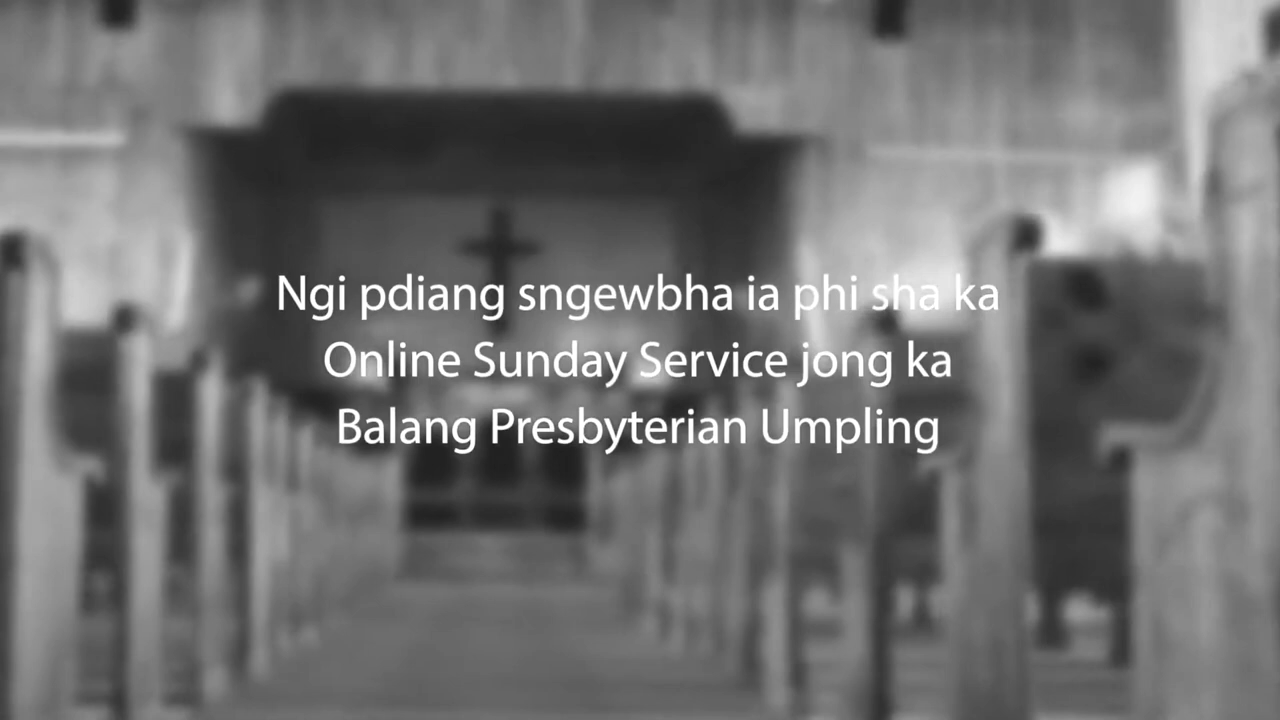 Ngi pdiang sngewbha ia phi sha ka
Online Sunday Service jong ka
Balang Presbyterian Umpling